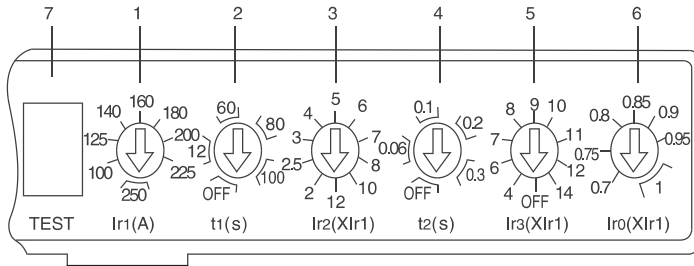 7 1 2 3 4 5 6
100 125 140 160 180 200 225 250
12 60 80 100 OFF
2 2.5 3 4 5 6 7 8 10 12
0.06 0.1 0.2 0.3 OFF
4 6 7 8 9 10 11 12 14 OFF
0.7 0.75 0.8 0.85 0.9 0.95 1
TEST Ir1(A) t1(s) Ir2(XIr1) t2(s) Ir3(XIr1) Ir0(XIr1)